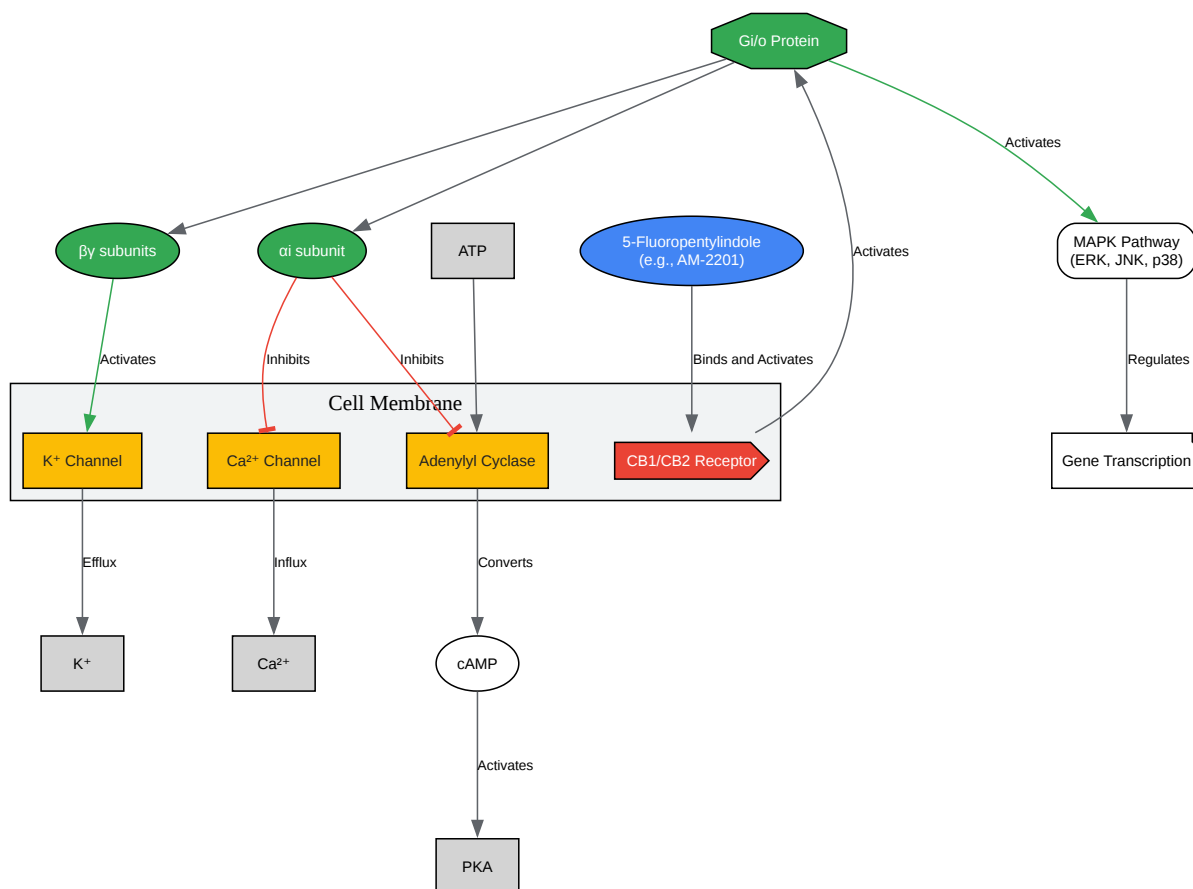 Gi/o Protein
Activates
βγ subunits
αi subunit
ATP
5-Fluoropentylindole
(e.g., AM-2201)
Activates
MAPK Pathway
(ERK, JNK, p38)
Activates
Inhibits
Inhibits
Binds and Activates
Regulates
Cell Membrane
K⁺ Channel
Ca²⁺ Channel
Adenylyl Cyclase
CB1/CB2 Receptor
Gene Transcription
Efflux
Influx
Converts
K⁺
Ca²⁺
cAMP
Activates
PKA